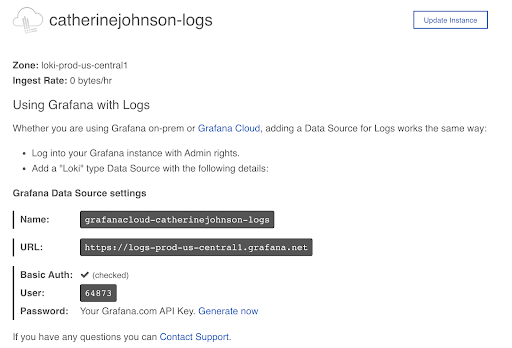 catherinejohnson-logs
Update Instance
Zone: loki-prod-us-central1
Ingest Rate: 0 bytes/hr
Using Grafana with Logs
Whether you are using Grafana on-prem or Grafana Cloud, adding a Data Source for Logs works the same way:
• Log into your Grafana instance with Admin rights.
• Add a "Loki" type Data Source with the following details:
Grafana Data Source settings
Name: grafanacloud-catherinejohnson-logs
URL: https://logs-prod-us-central1.grafana.net
Basic Auth: ✔ (checked)
User: 64873
Password: Your Grafana.com API Key. Generate now
If you have any questions you can Contact Support.